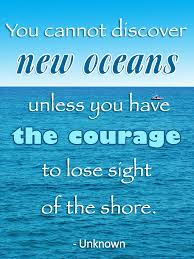 You cannot discover
new oceans
unless you have
the courage
to lose sight
of the shore.
- Unknown